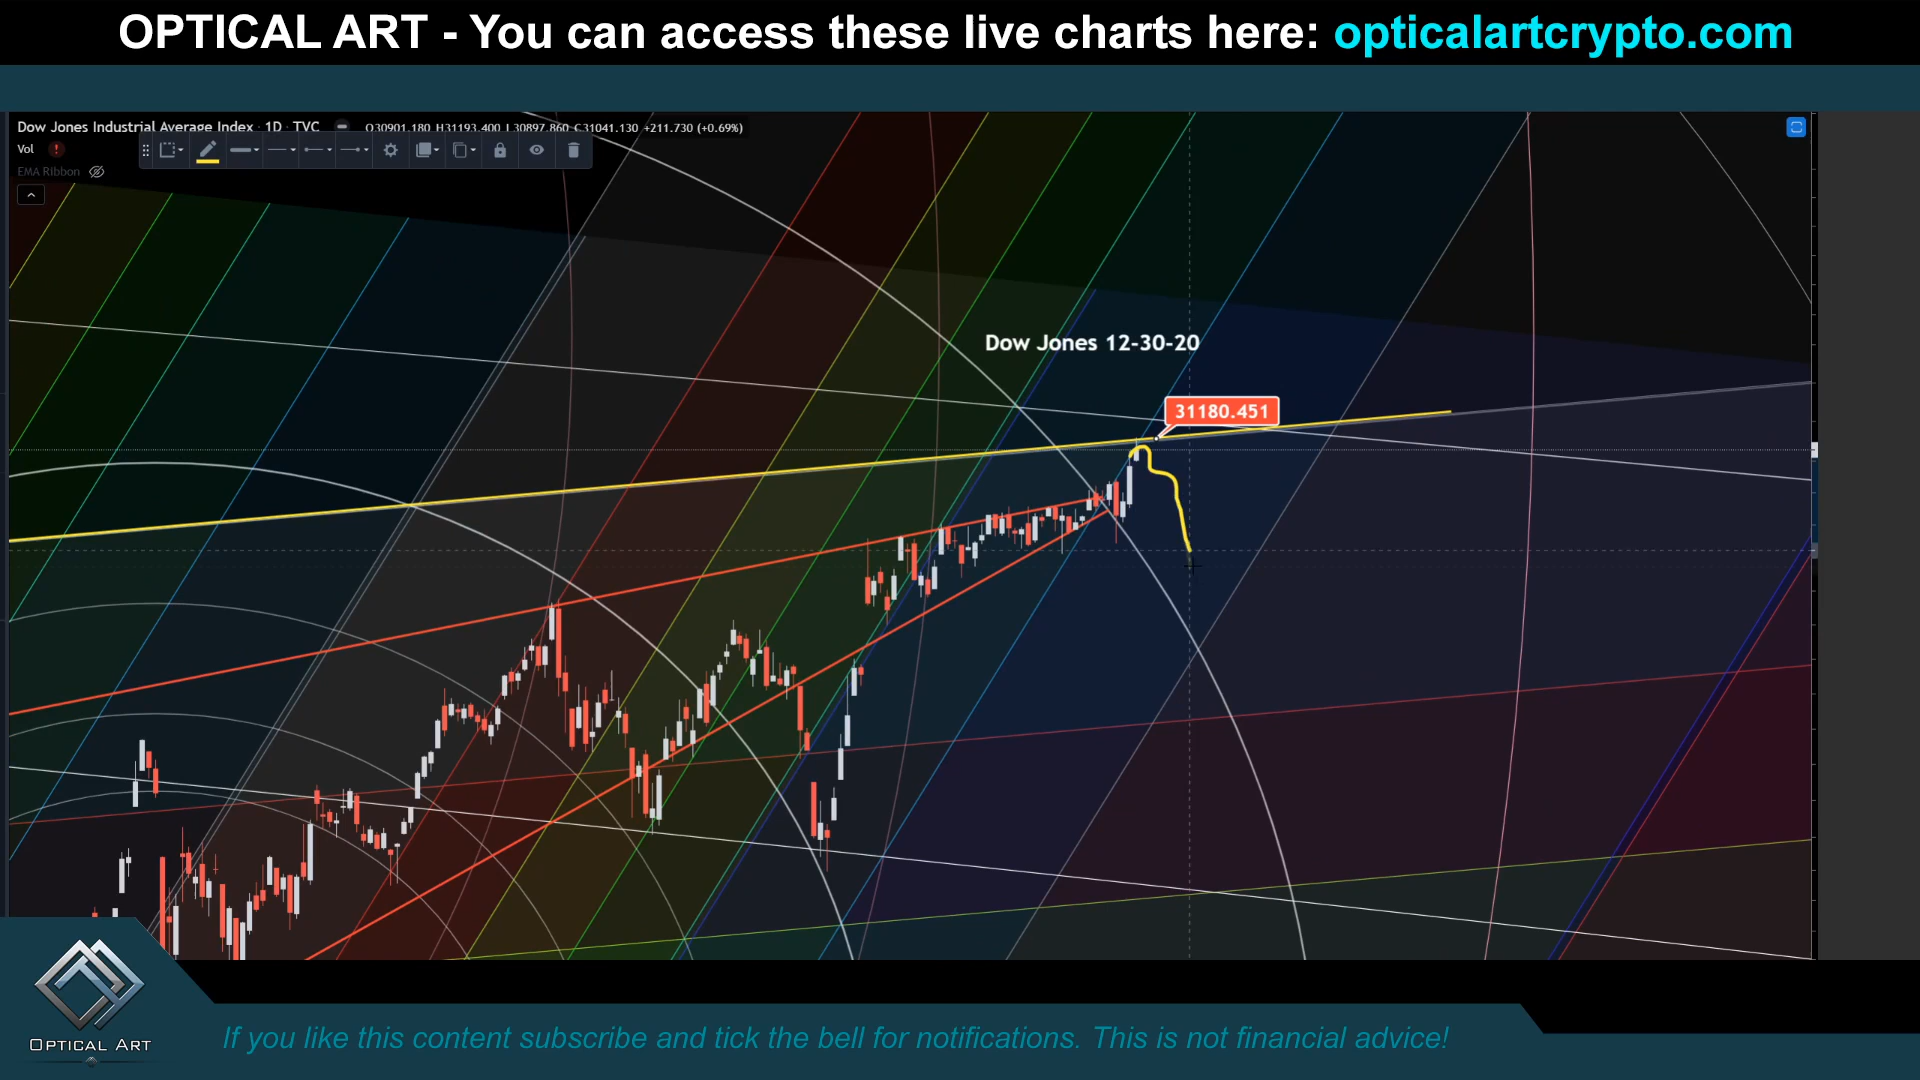 OPTICAL ART - You can access these live charts here: opticalartcrypto.com
Dow Jones Industrial Average Index · 1D · TVC O30901.180 H31193.400 L30897.860 C31041.130 +211.730 (+0.69%)
Vol
EMA Ribbon
Dow Jones 12-30-20
31180.451
OPTICAL ART
If you like this content subscribe and tick the bell for notifications. This is not financial advice!